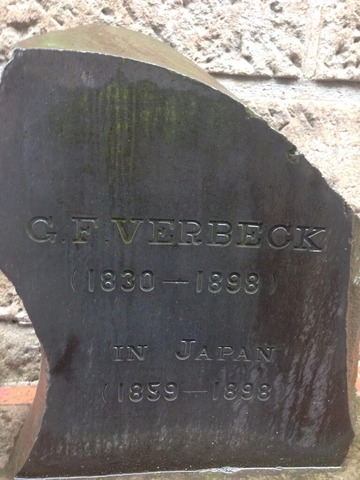 G. F. VERBECK
(1830 — 1898)
IN JAPAN
(1859 — 1898